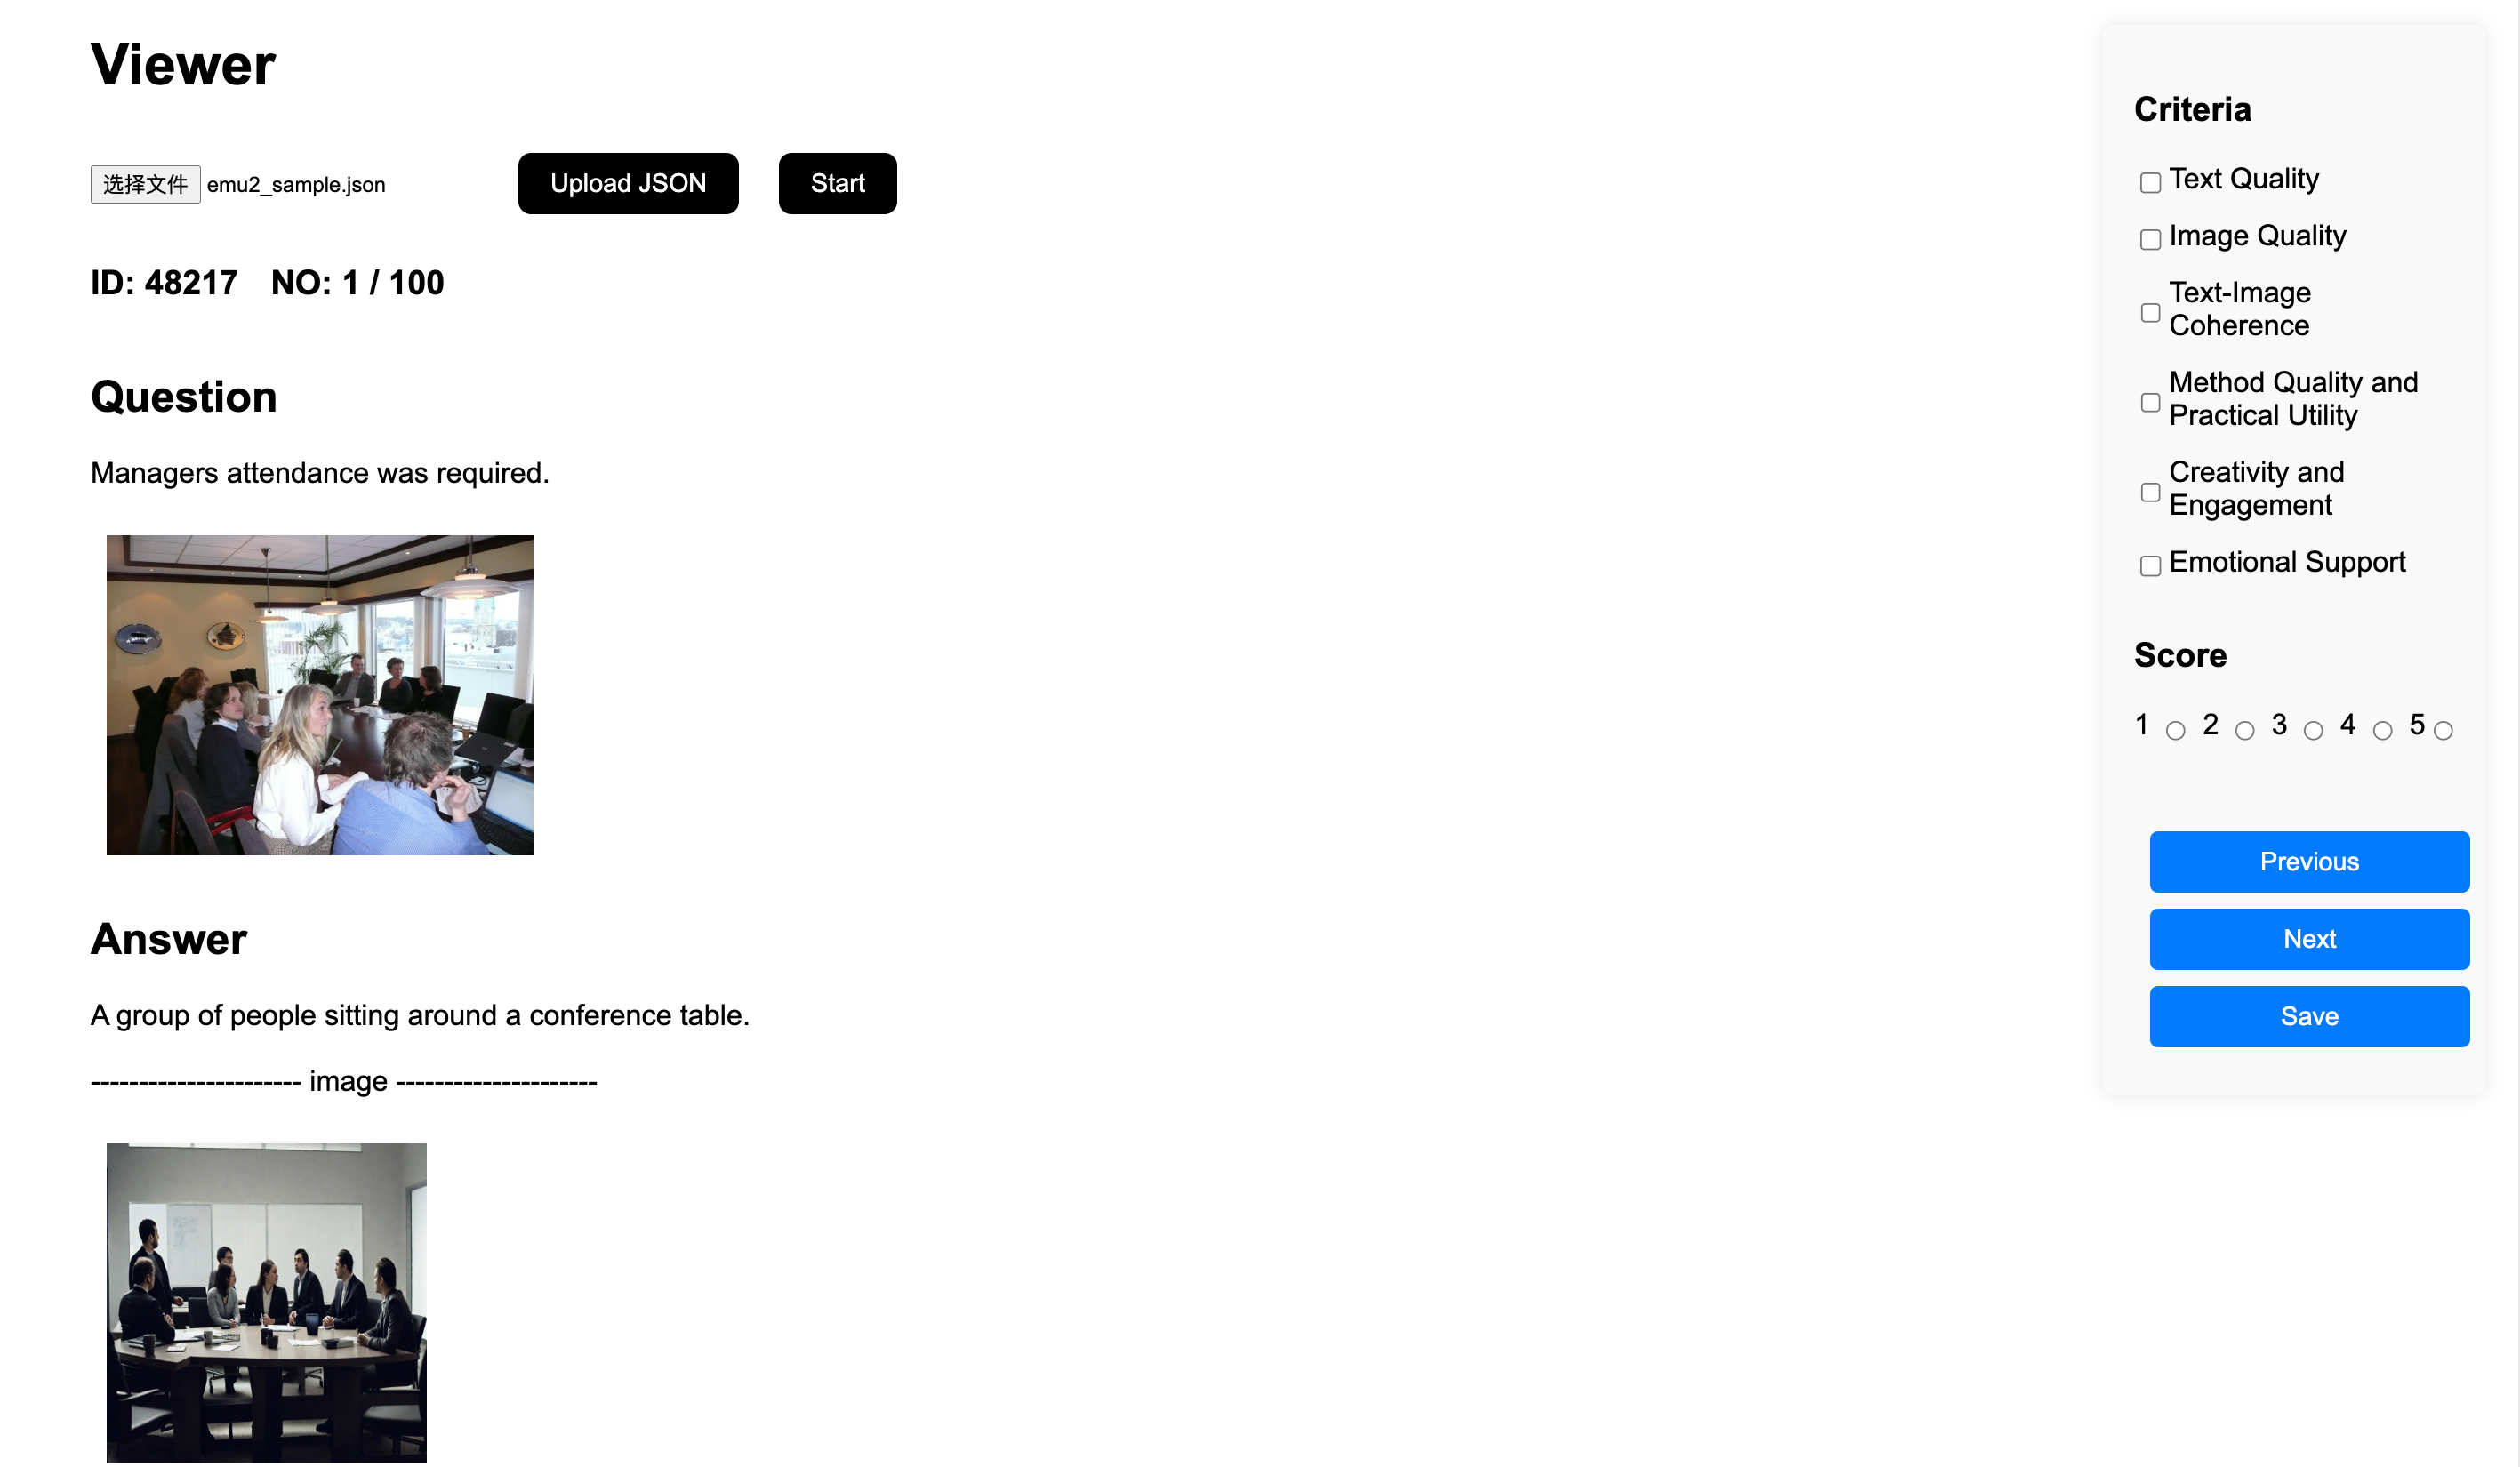 Viewer
选择文件 emu2_sample.json
Upload JSON
Start
ID: 48217 NO: 1 / 100
Question
Managers attendance was required.
Answer
A group of people sitting around a conference table.
---------------------- image ---------------------
Criteria
Text Quality
Image Quality
Text-Image
Coherence
Method Quality and
Practical Utility
Creativity and
Engagement
Emotional Support
Score
1 2 3 4 5
Previous
Next
Save